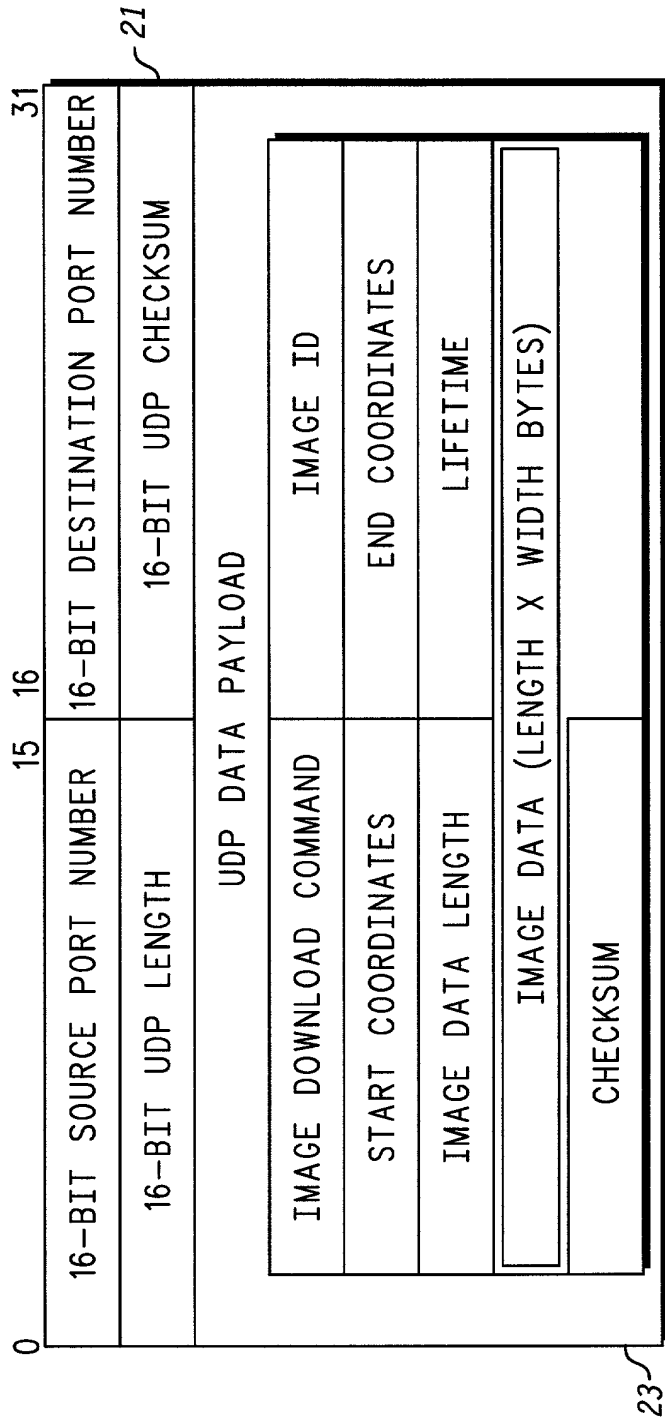 0 15 16 31
16-BIT SOURCE PORT NUMBER 16-BIT DESTINATION PORT NUMBER
21
16-BIT UDP LENGTH 16-BIT UDP CHECKSUM
UDP DATA PAYLOAD
IMAGE DOWNLOAD COMMAND IMAGE ID
START COORDINATES END COORDINATES
IMAGE DATA LENGTH LIFETIME
IMAGE DATA (LENGTH X WIDTH BYTES)
CHECKSUM
23